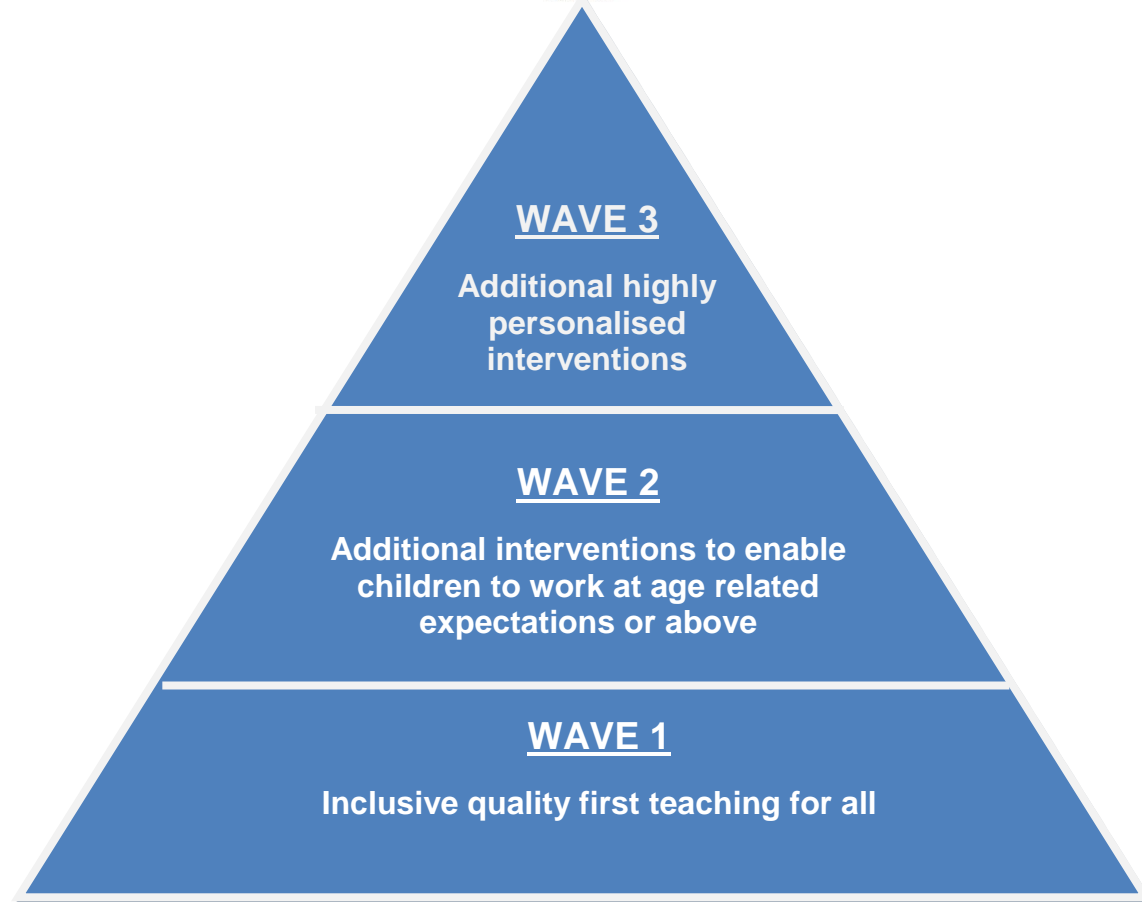 WAVE 3
Additional highly
personalised
interventions
WAVE 2
Additional interventions to enable
children to work at age related
expectations or above
WAVE 1
Inclusive quality first teaching for all